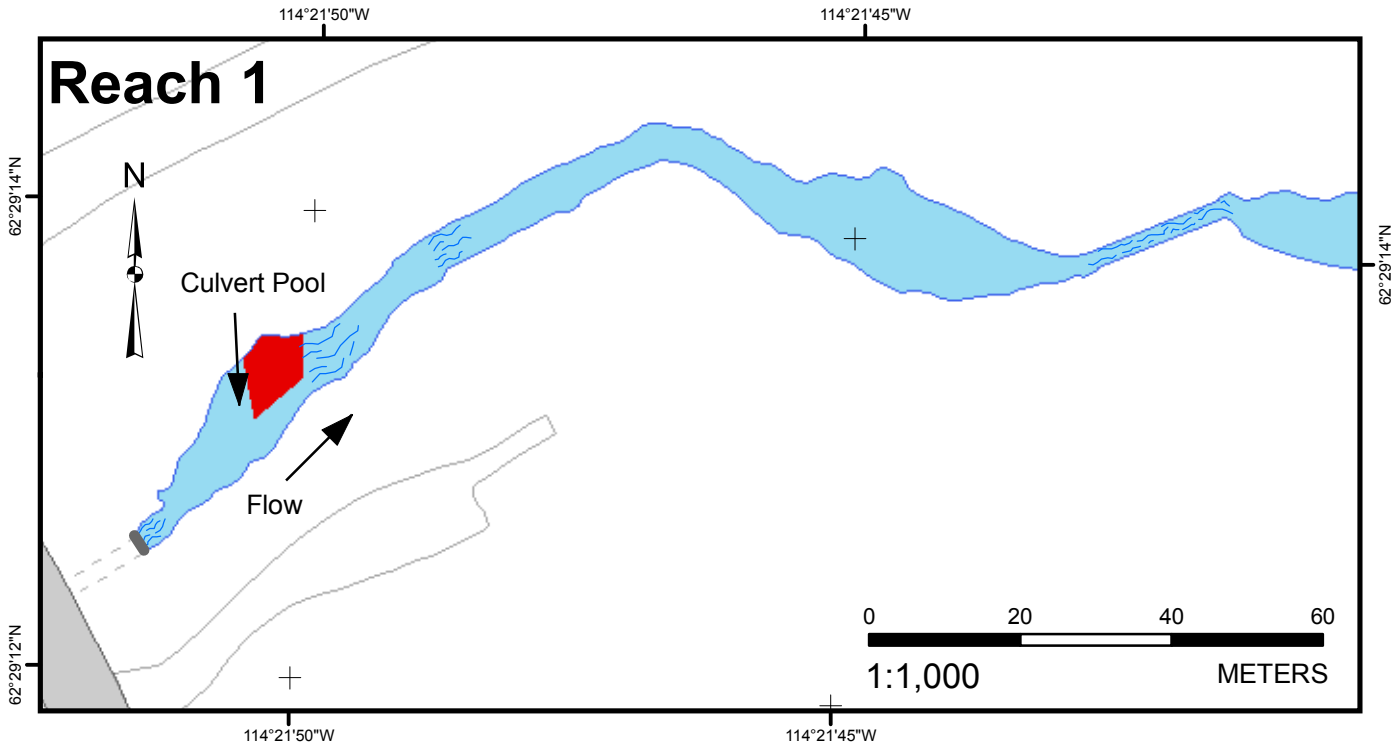 114°21'50"W
114°21'45"W
Reach 1
N
62°29'14"N
62°29'14"N
Culvert Pool
Flow
0 20 40 60
1:1,000
METERS
62°29'12"N
114°21'50"W
114°21'45"W